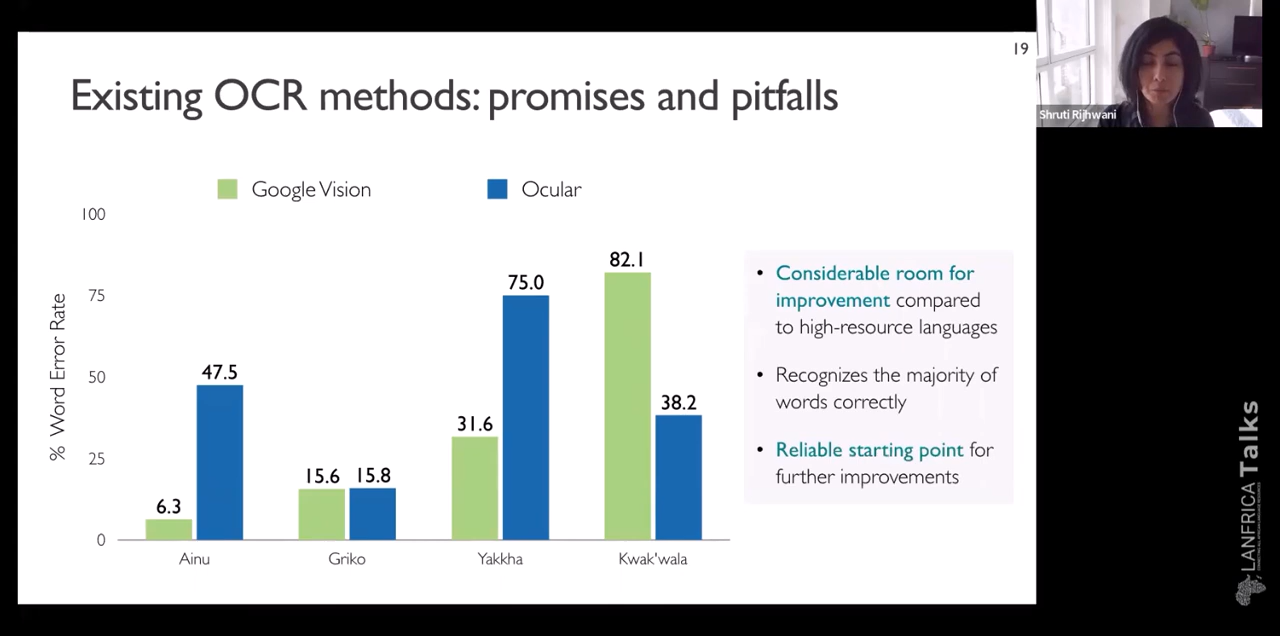 19
Shruti Rijhwani
Existing OCR methods: promises and pitfalls
Google Vision
Ocular
% Word Error Rate
100
75
50
25
0
6.3
47.5
15.6
15.8
31.6
75.0
82.1
38.2
Ainu
Griko
Yakkha
Kwak'wala
• Considerable room for
improvement compared
to high-resource languages
• Recognizes the majority of
words correctly
• Reliable starting point for
further improvements
LANFRICA Talks